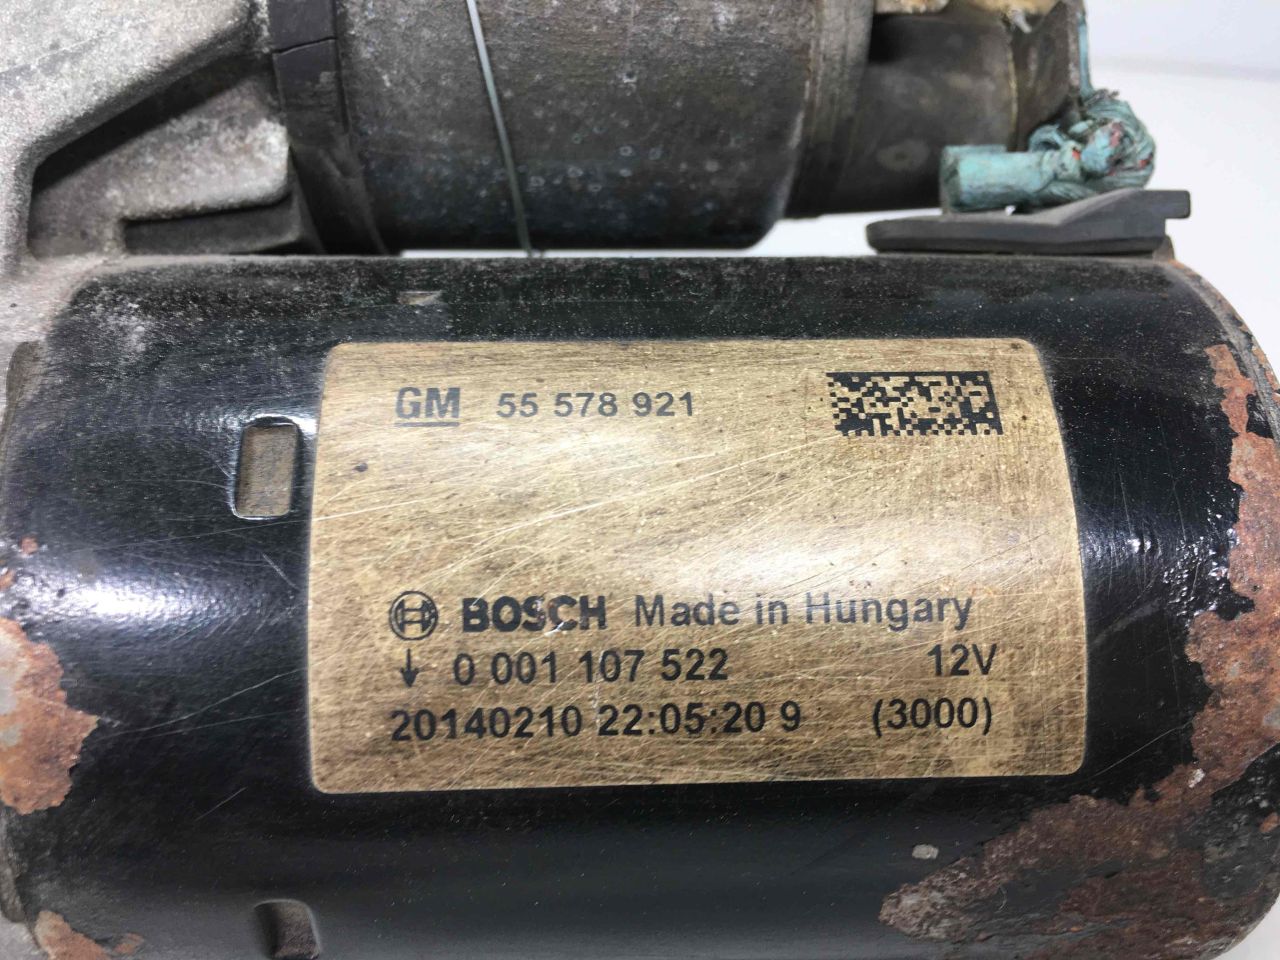 GM 55 578 921
BOSCH Made in Hungary
↓ 0 001 107 522 12V
20140210 22:05:20 9 (3000)